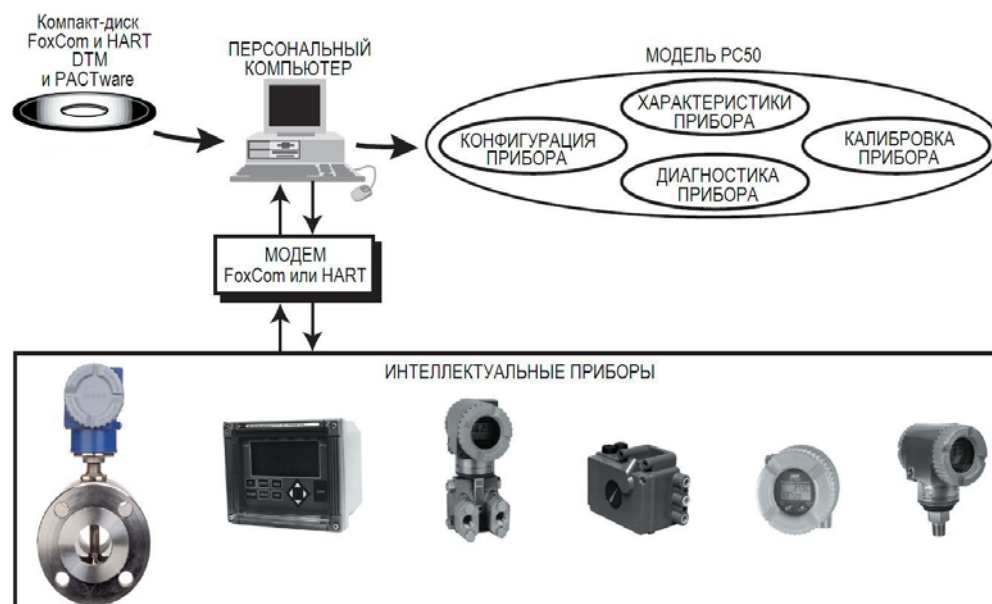 Компакт-диск
FoxCom и HART
DTM
и PACTware
ПЕРСОНАЛЬНЫЙ
КОМПЬЮТЕР
МОДЕЛЬ PC50
ХАРАКТЕРИСТИКИ
ПРИБОРА
КОНФИГУРАЦИЯ
ПРИБОРА
КАЛИБРОВКА
ПРИБОРА
ДИАГНОСТИКА
ПРИБОРА
МОДЕМ
FoxCom или HART
ИНТЕЛЛЕКТУАЛЬНЫЕ ПРИБОРЫ